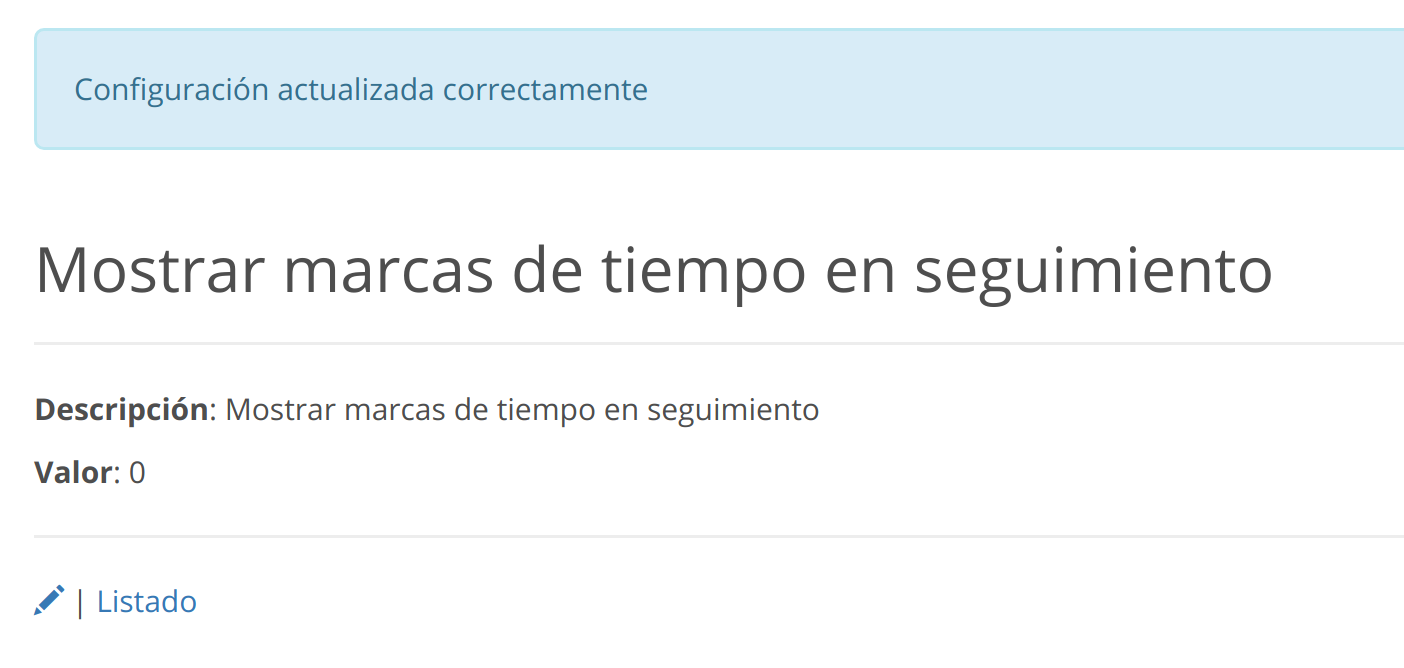 Configuración actualizada correctamente
Mostrar marcas de tiempo en seguimiento
Descripción: Mostrar marcas de tiempo en seguimiento
Valor: 0
| Listado